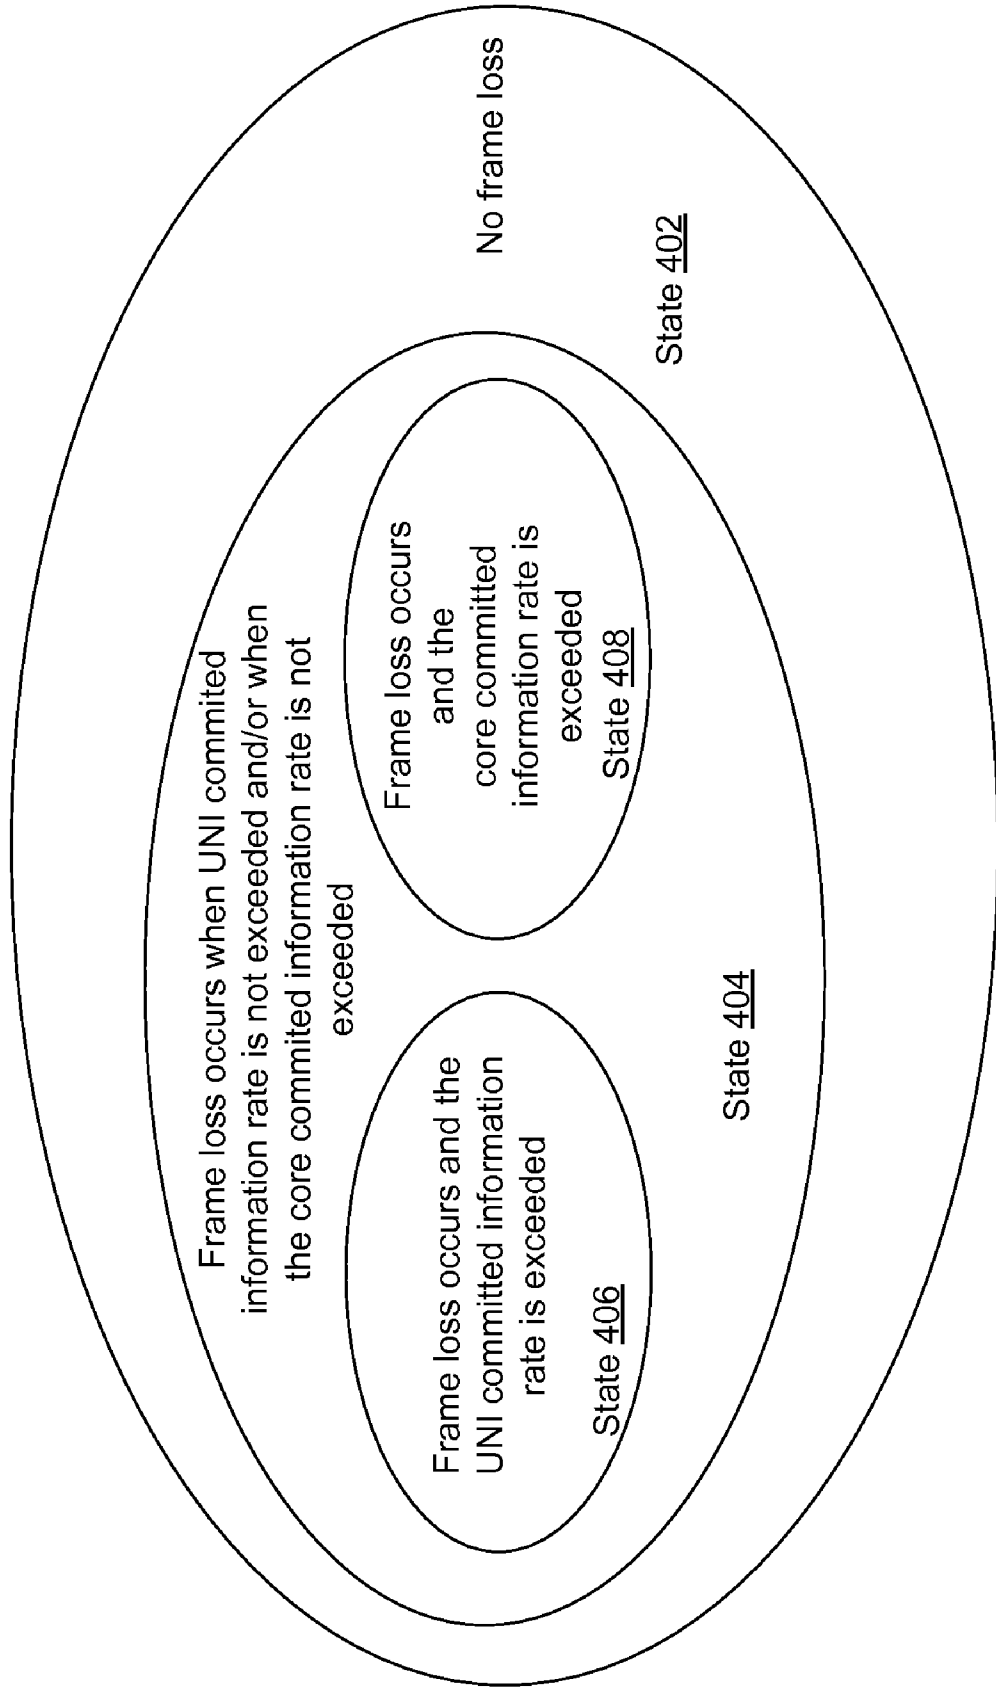 Frame loss occurs when UNI commited
information rate is not exceeded and/or when
the core commited information rate is not
exceeded
Frame loss occurs and the
UNI committed information
rate is exceeded
State 406
Frame loss occurs
and the
core committed
information rate is
exceeded
State 408
State 404
No frame loss
State 402